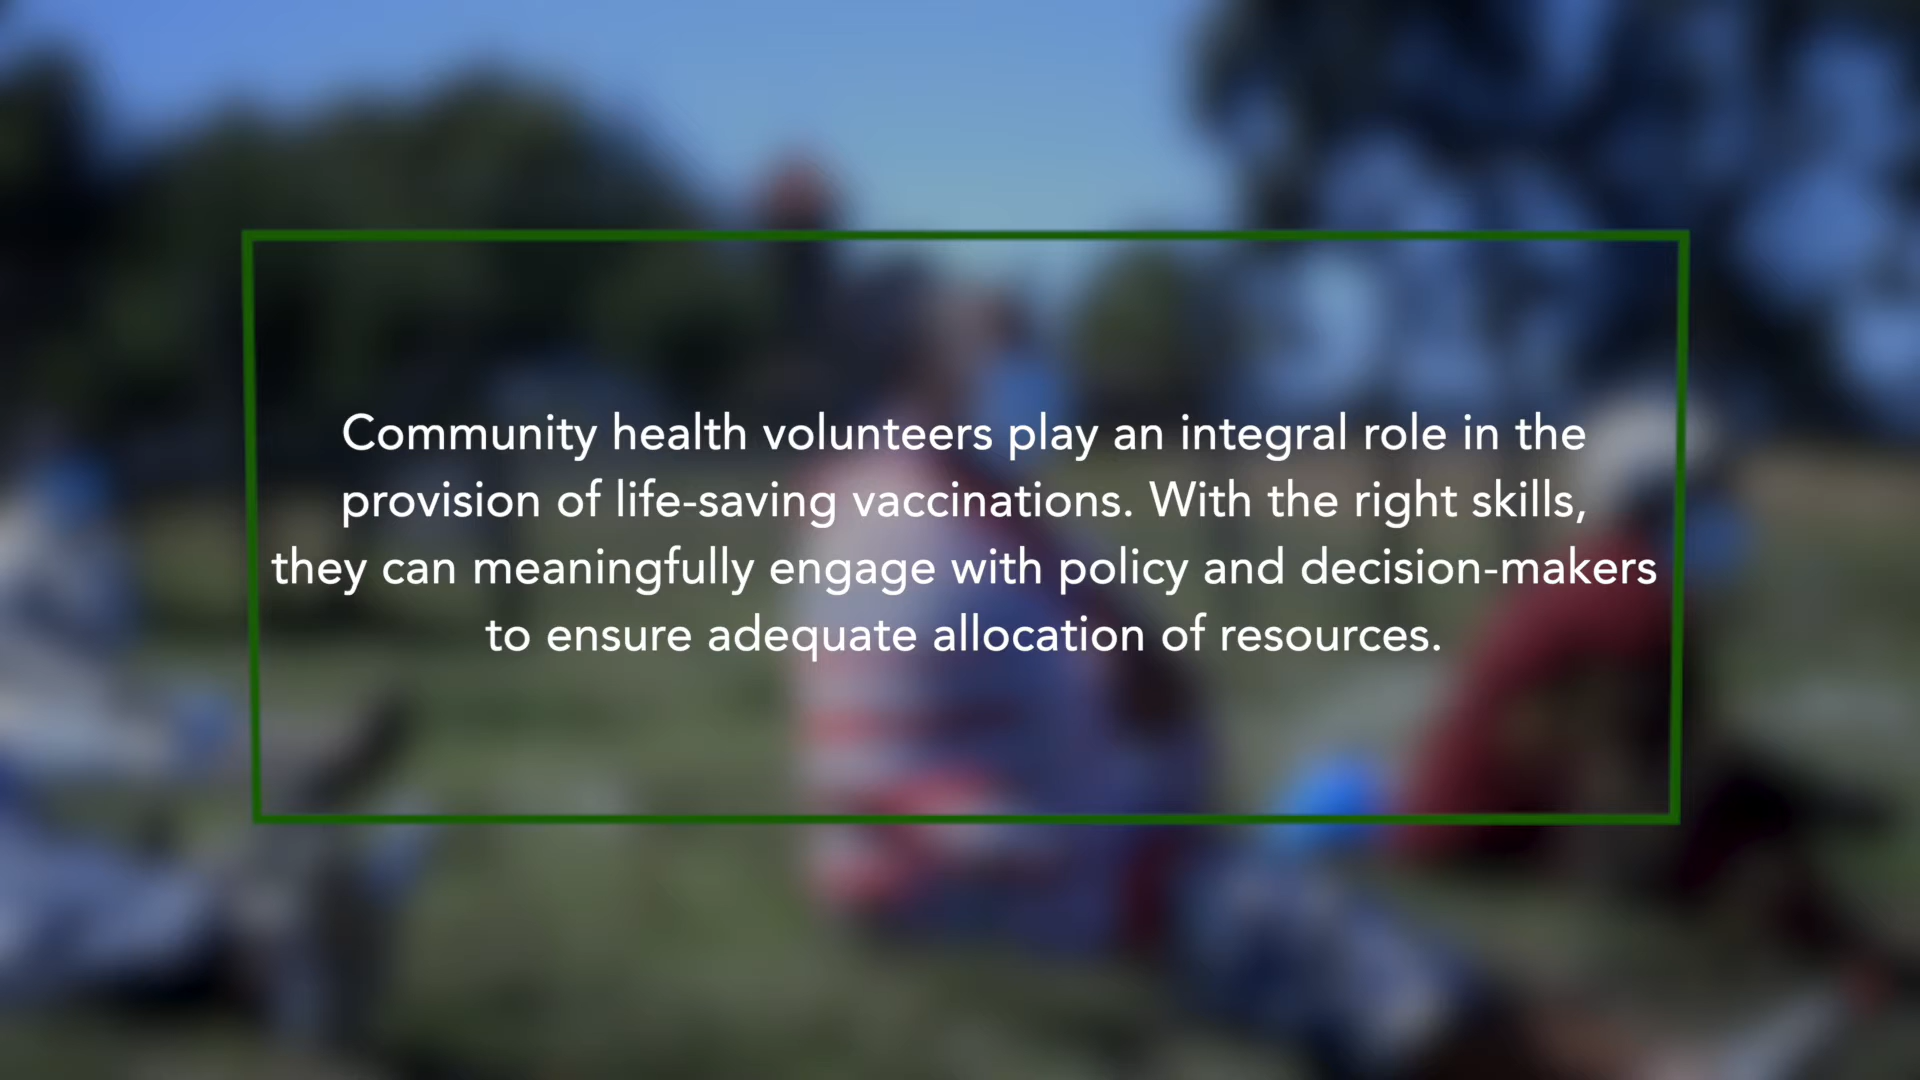 Community health volunteers play an integral role in the
provision of life-saving vaccinations. With the right skills,
they can meaningfully engage with policy and decision-makers
to ensure adequate allocation of resources.